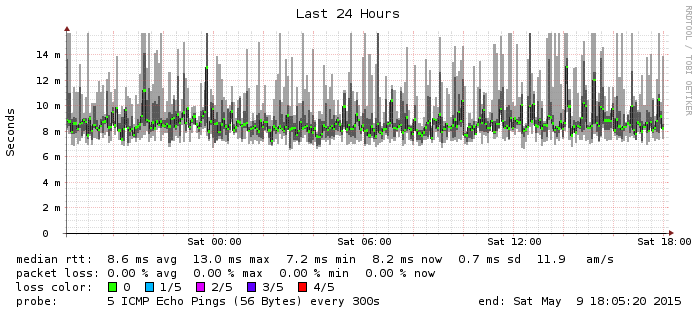 Last 24 Hours
RRDTOOL / TOBI OETIKER
Seconds
14 m
12 m
10 m
8 m
6 m
4 m
2 m
0
Sat 00:00 Sat 06:00 Sat 12:00 Sat 18:00
median rtt: 8.6 ms avg 13.0 ms max 7.2 ms min 8.2 ms now 0.7 ms sd 11.9 am/s
packet loss: 0.00 % avg 0.00 % max 0.00 % min 0.00 % now
loss color: 0 1/5 2/5 3/5 4/5
probe: 5 ICMP Echo Pings (56 Bytes) every 300s end: Sat May 9 18:05:20 2015